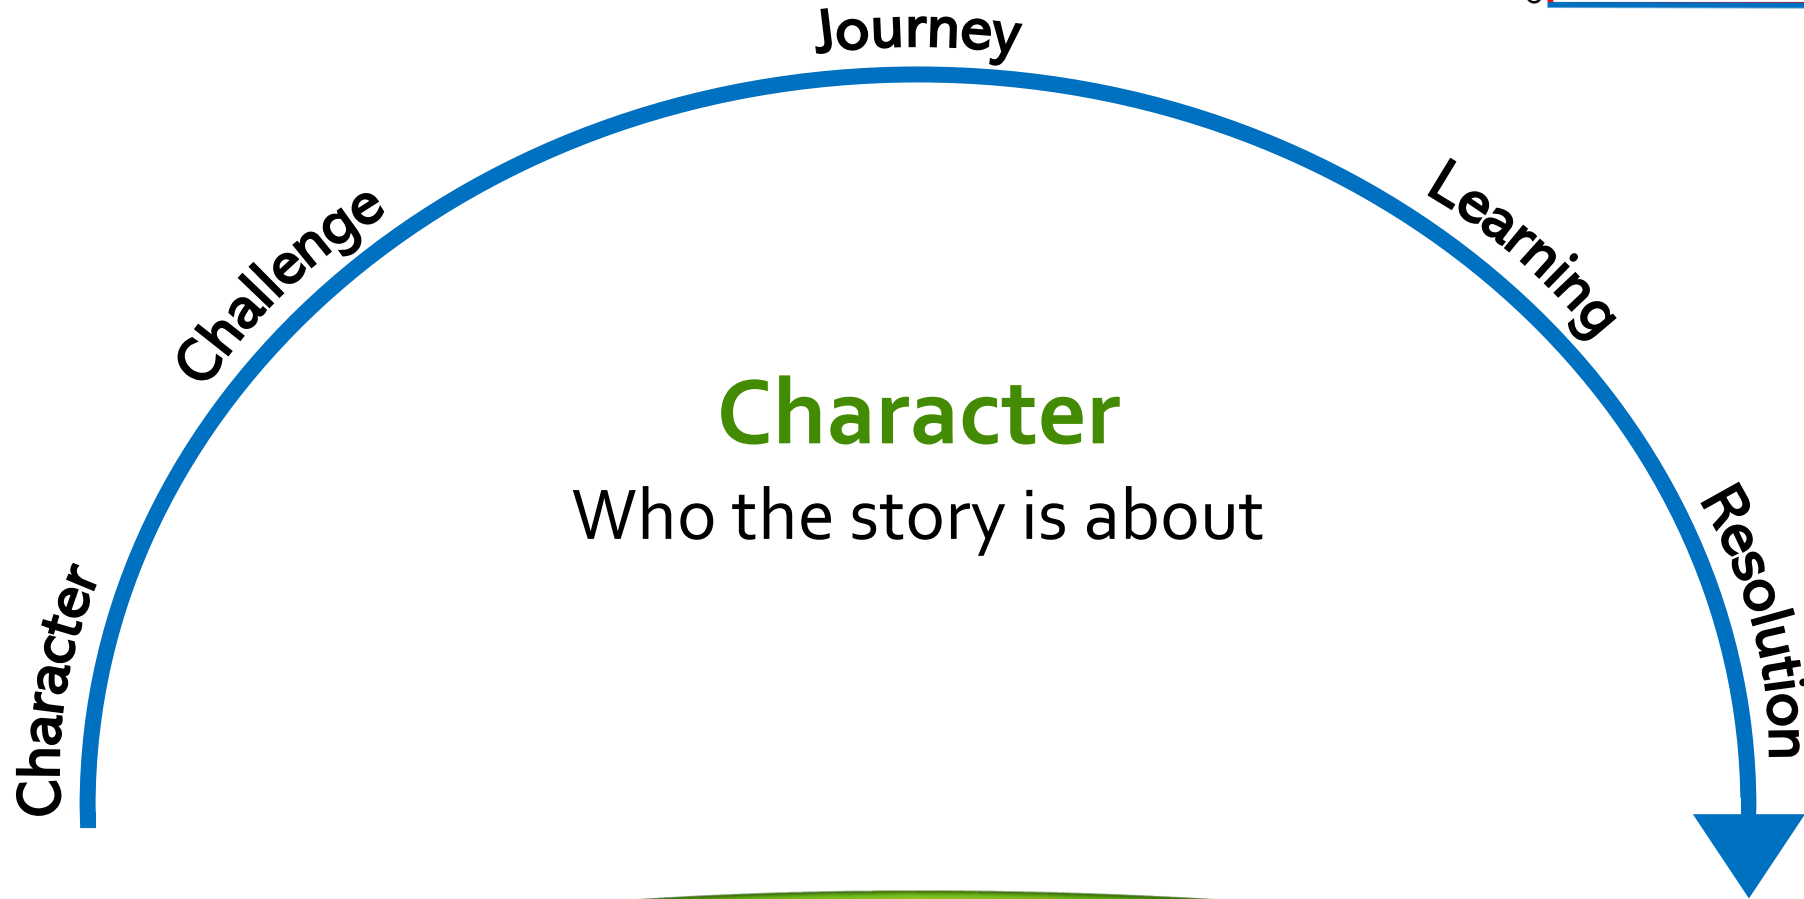 Journey
Challenge
Learning
Character
Who the story is about
Character
Resolution